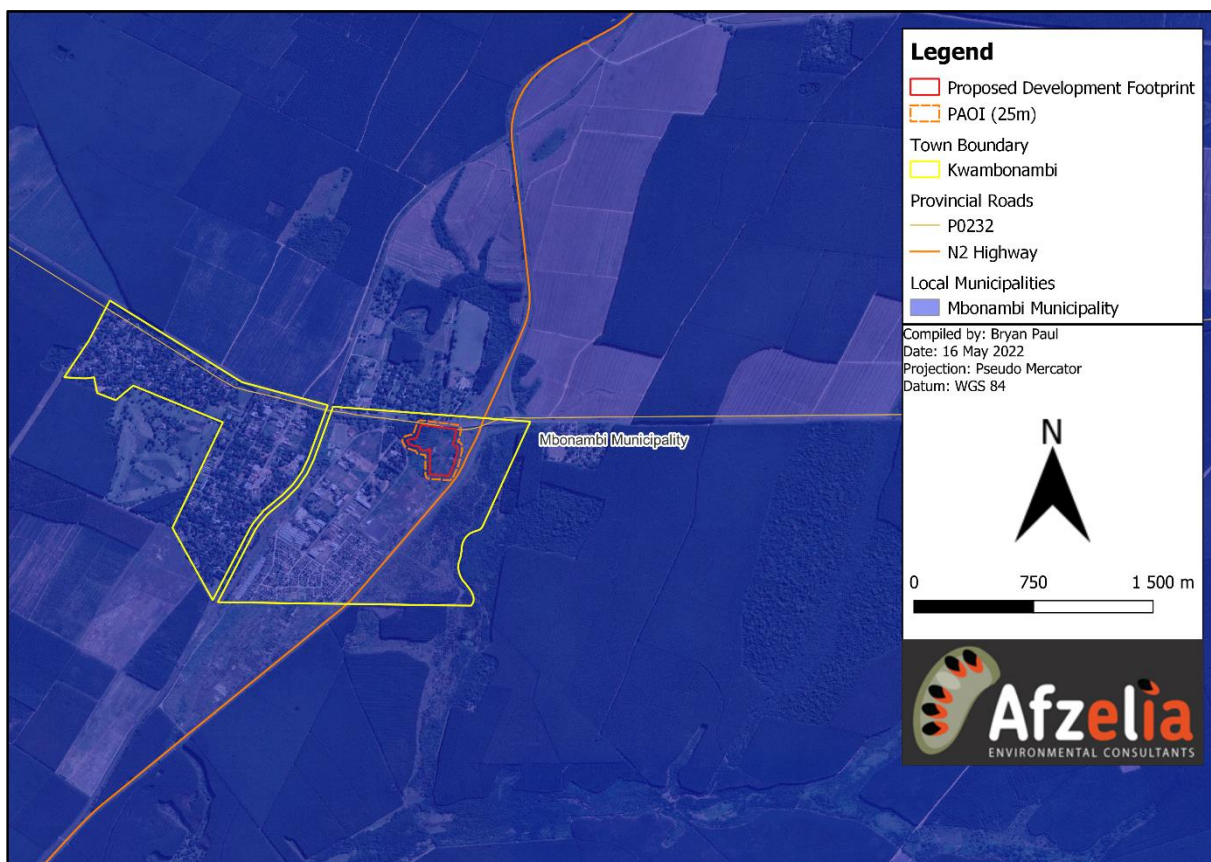 Legend
Proposed Development Footprint
PAOI (25m)
Town Boundary
Kwambonambi
Provincial Roads
P0232
N2 Highway
Local Municipalities
Mbonambi Municipality
Compiled by: Bryan Paul
Date: 16 May 2022
Projection: Pseudo Mercator
Datum: WGS 84
N
0 750 1 500 m
Afzelia
ENVIRONMENTAL CONSULTANTS
Mbonambi Municipality